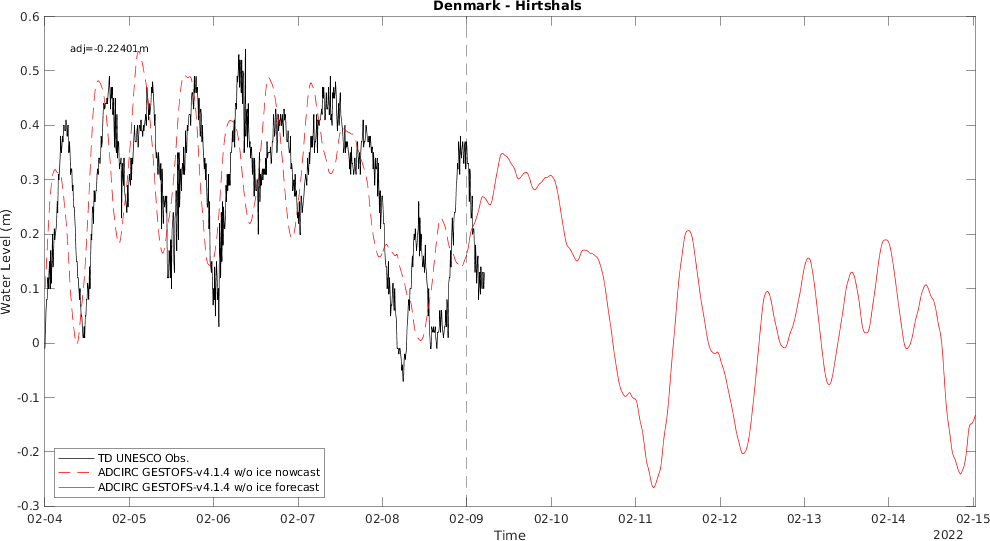 Denmark - Hirtshals
adj=-0.22401m
0.6
0.5
0.4
0.3
0.2
0.1
0
-0.1
-0.2
-0.3
Water Level (m)
TD UNESCO Obs.
ADCIRC GESTOFS-v4.1.4 w/o ice nowcast
ADCIRC GESTOFS-v4.1.4 w/o ice forecast
02-04 02-05 02-06 02-07 02-08 02-09 02-10 02-11 02-12 02-13 02-14 02-15
Time
2022